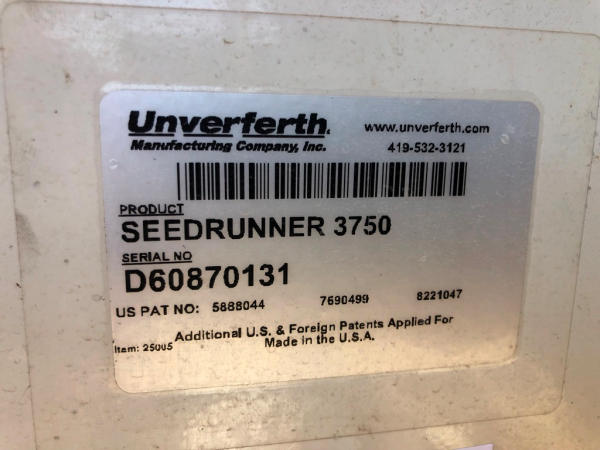 Unverferth
www.unverferth.com
Manufacturing Company, Inc.
419-532-3121
PRODUCT
SEEDRUNNER 3750
SERIAL NO
D60870131
US PAT NO: 5888044 7690499 8221047
Additional U.S. & Foreign Patents Applied For
Item: 25005
Made in the U.S.A.